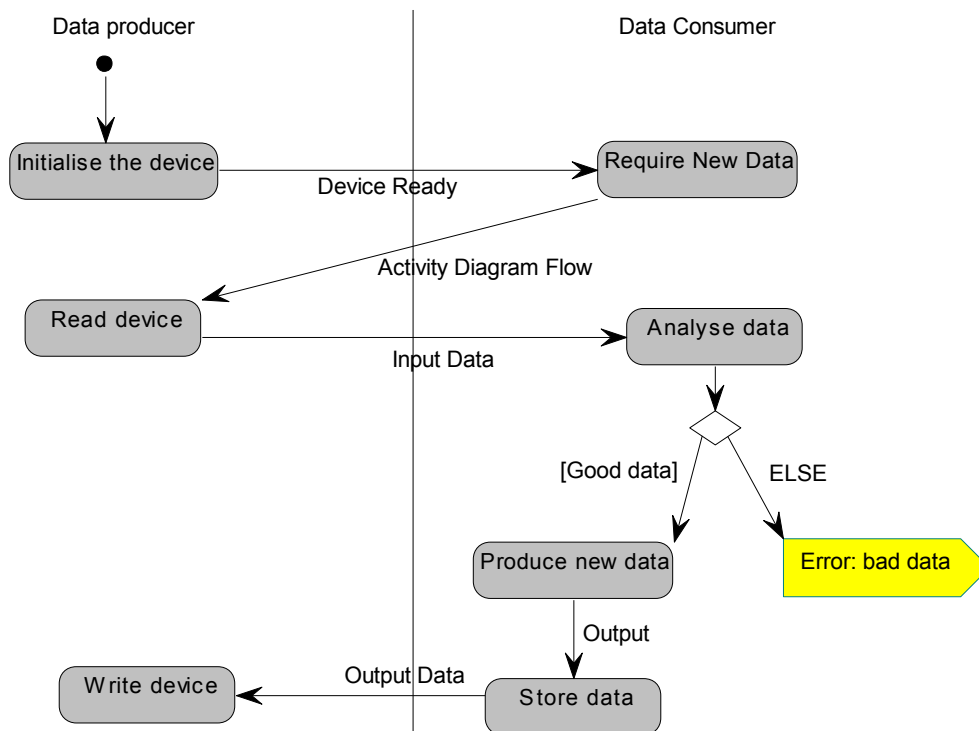 Data producer
Data Consumer
Initialise the device
Require New Data
Device Ready
Activity Diagram Flow
Read device
Analyse data
Input Data
[Good data]
ELSE
Produce new data
Error: bad data
Output
Write device
Output Data
Store data